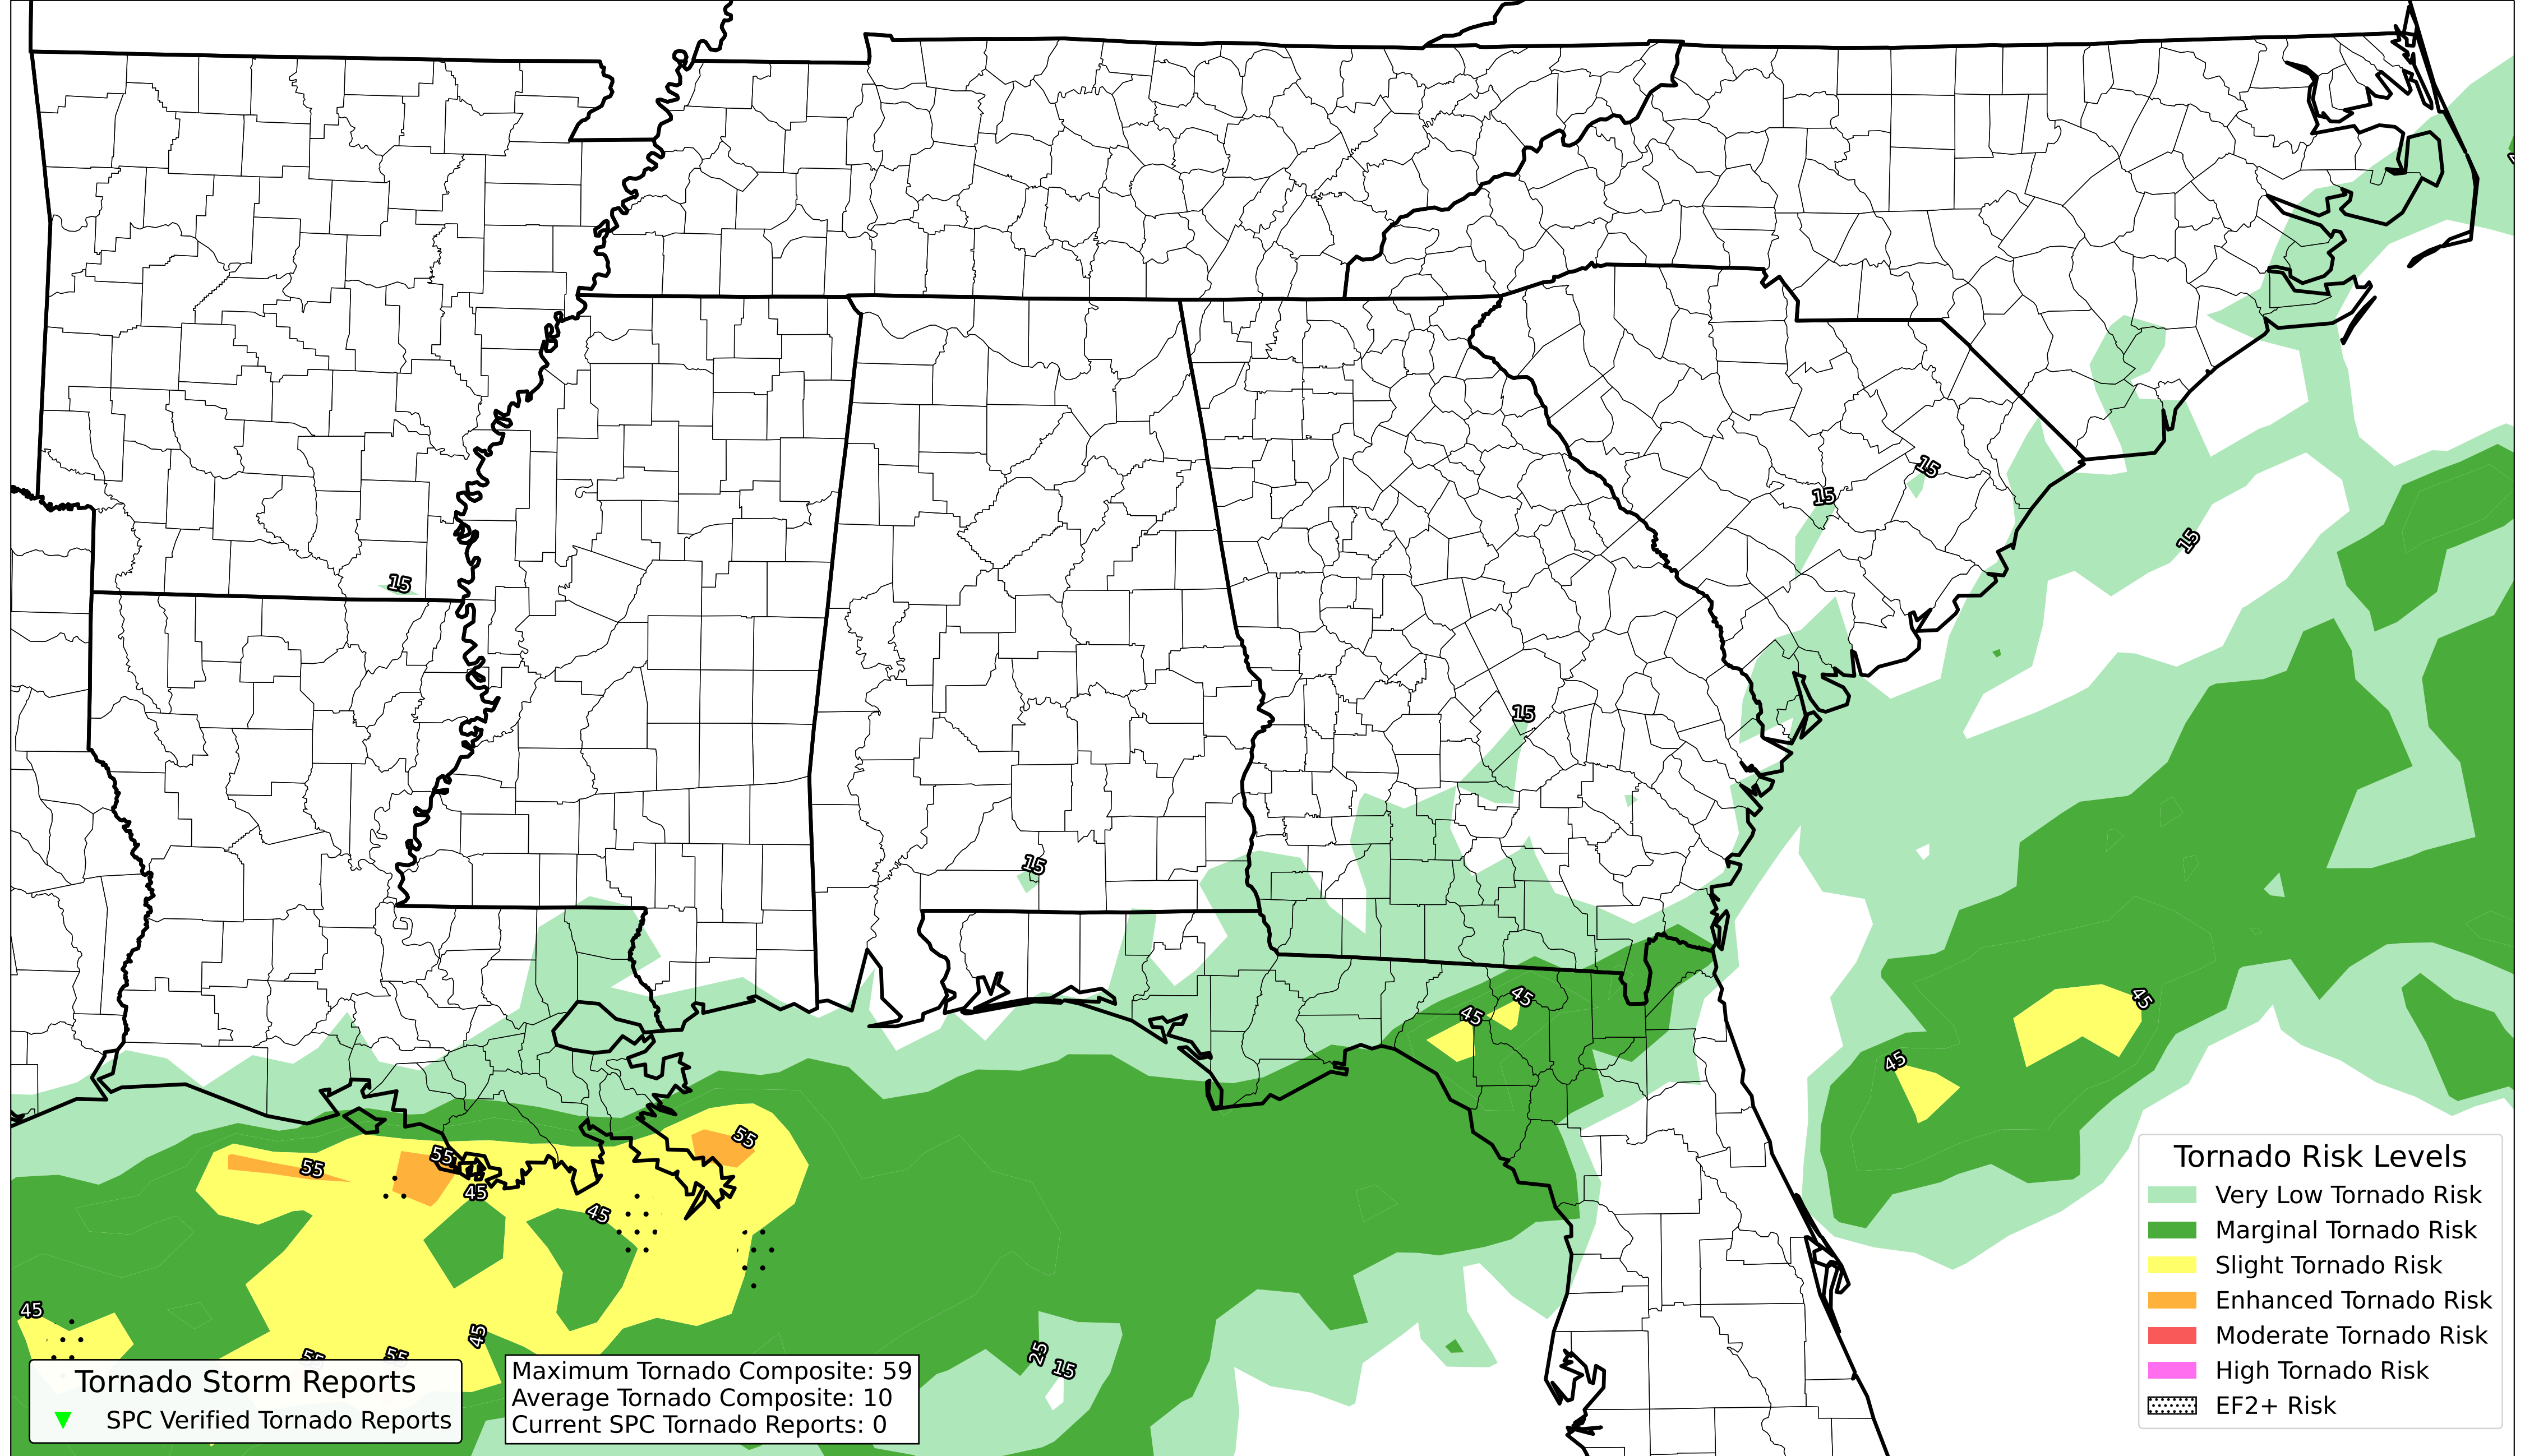 15
15
15
15
15
15
45
45
45
45
55
55
55
45
45
45
45
55
55
25
15
Tornado Storm Reports
SPC Verified Tornado Reports
Maximum Tornado Composite: 59
Average Tornado Composite: 10
Current SPC Tornado Reports: 0
Tornado Risk Levels
Very Low Tornado Risk
Marginal Tornado Risk
Slight Tornado Risk
Enhanced Tornado Risk
Moderate Tornado Risk
High Tornado Risk
EF2+ Risk